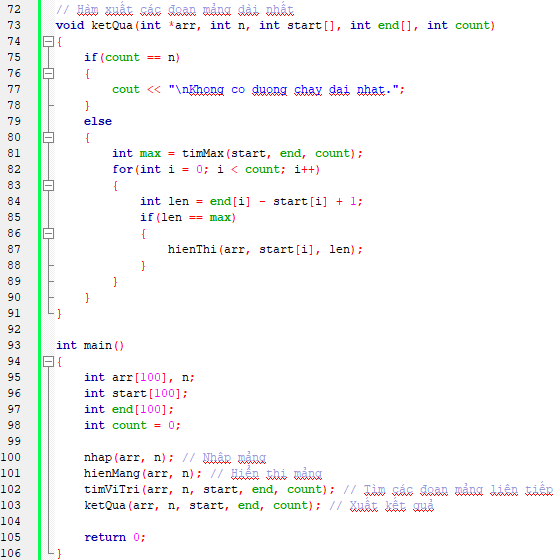 72 // Hàm xuất các đoạn mảng dài nhất
73 void ketQua(int *arr, int n, int start[], int end[], int count)
74 {
75 if(count == n)
76 {
77 cout << "\nKhong co duong chay dai nhat.";
78 }
79 else
80 {
81 int max = timMax(start, end, count);
82 for(int i = 0; i < count; i++)
83 {
84 int len = end[i] - start[i] + 1;
85 if(len == max)
86 {
87 hienThi(arr, start[i], len);
88 }
89 }
90 }
91 }
92
93 int main()
94 {
95 int arr[100], n;
96 int start[100];
97 int end[100];
98 int count = 0;
99
100 nhap(arr, n); // Nhập mảng
101 hienMang(arr, n); // Hiển thị mảng
102 timViTri(arr, n, start, end, count); // Tìm các đoạn mảng liên tiếp
103 ketQua(arr, n, start, end, count); // Xuất kết quả
104
105 return 0;
106 }